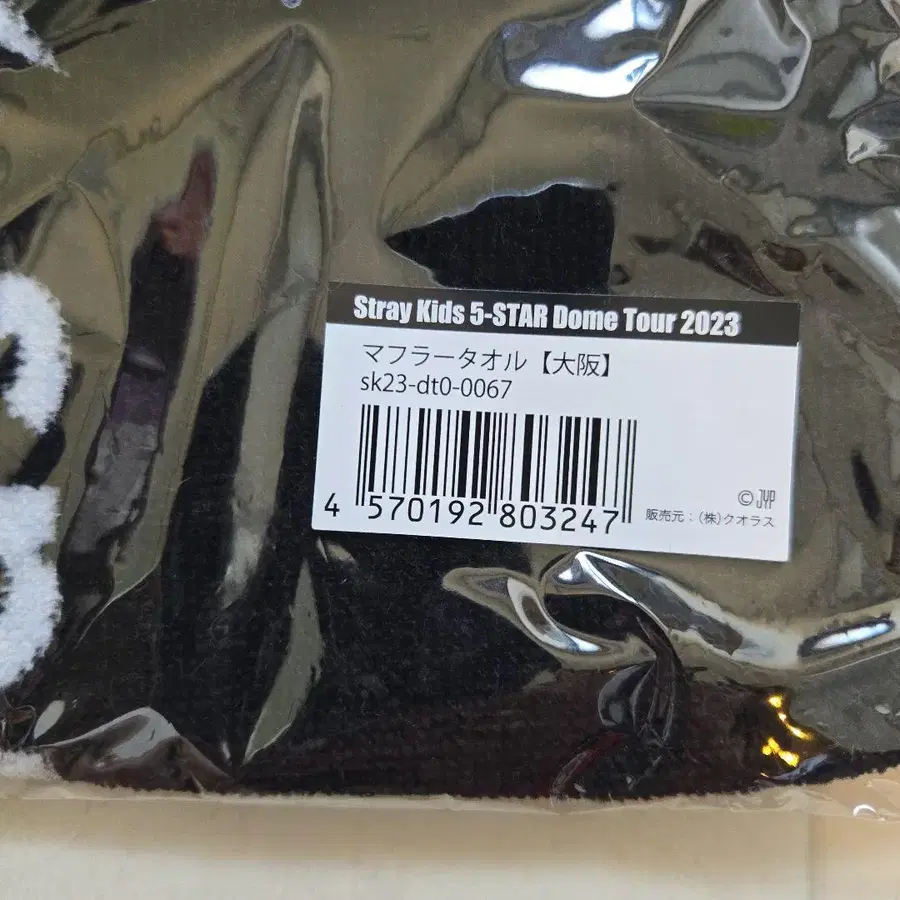 Stray Kids 5-STAR Dome Tour 2023
マフラータオル【大阪】
sk23-dt0-0067
4 570192 803247
© JYP
販売元：(株)クオラス